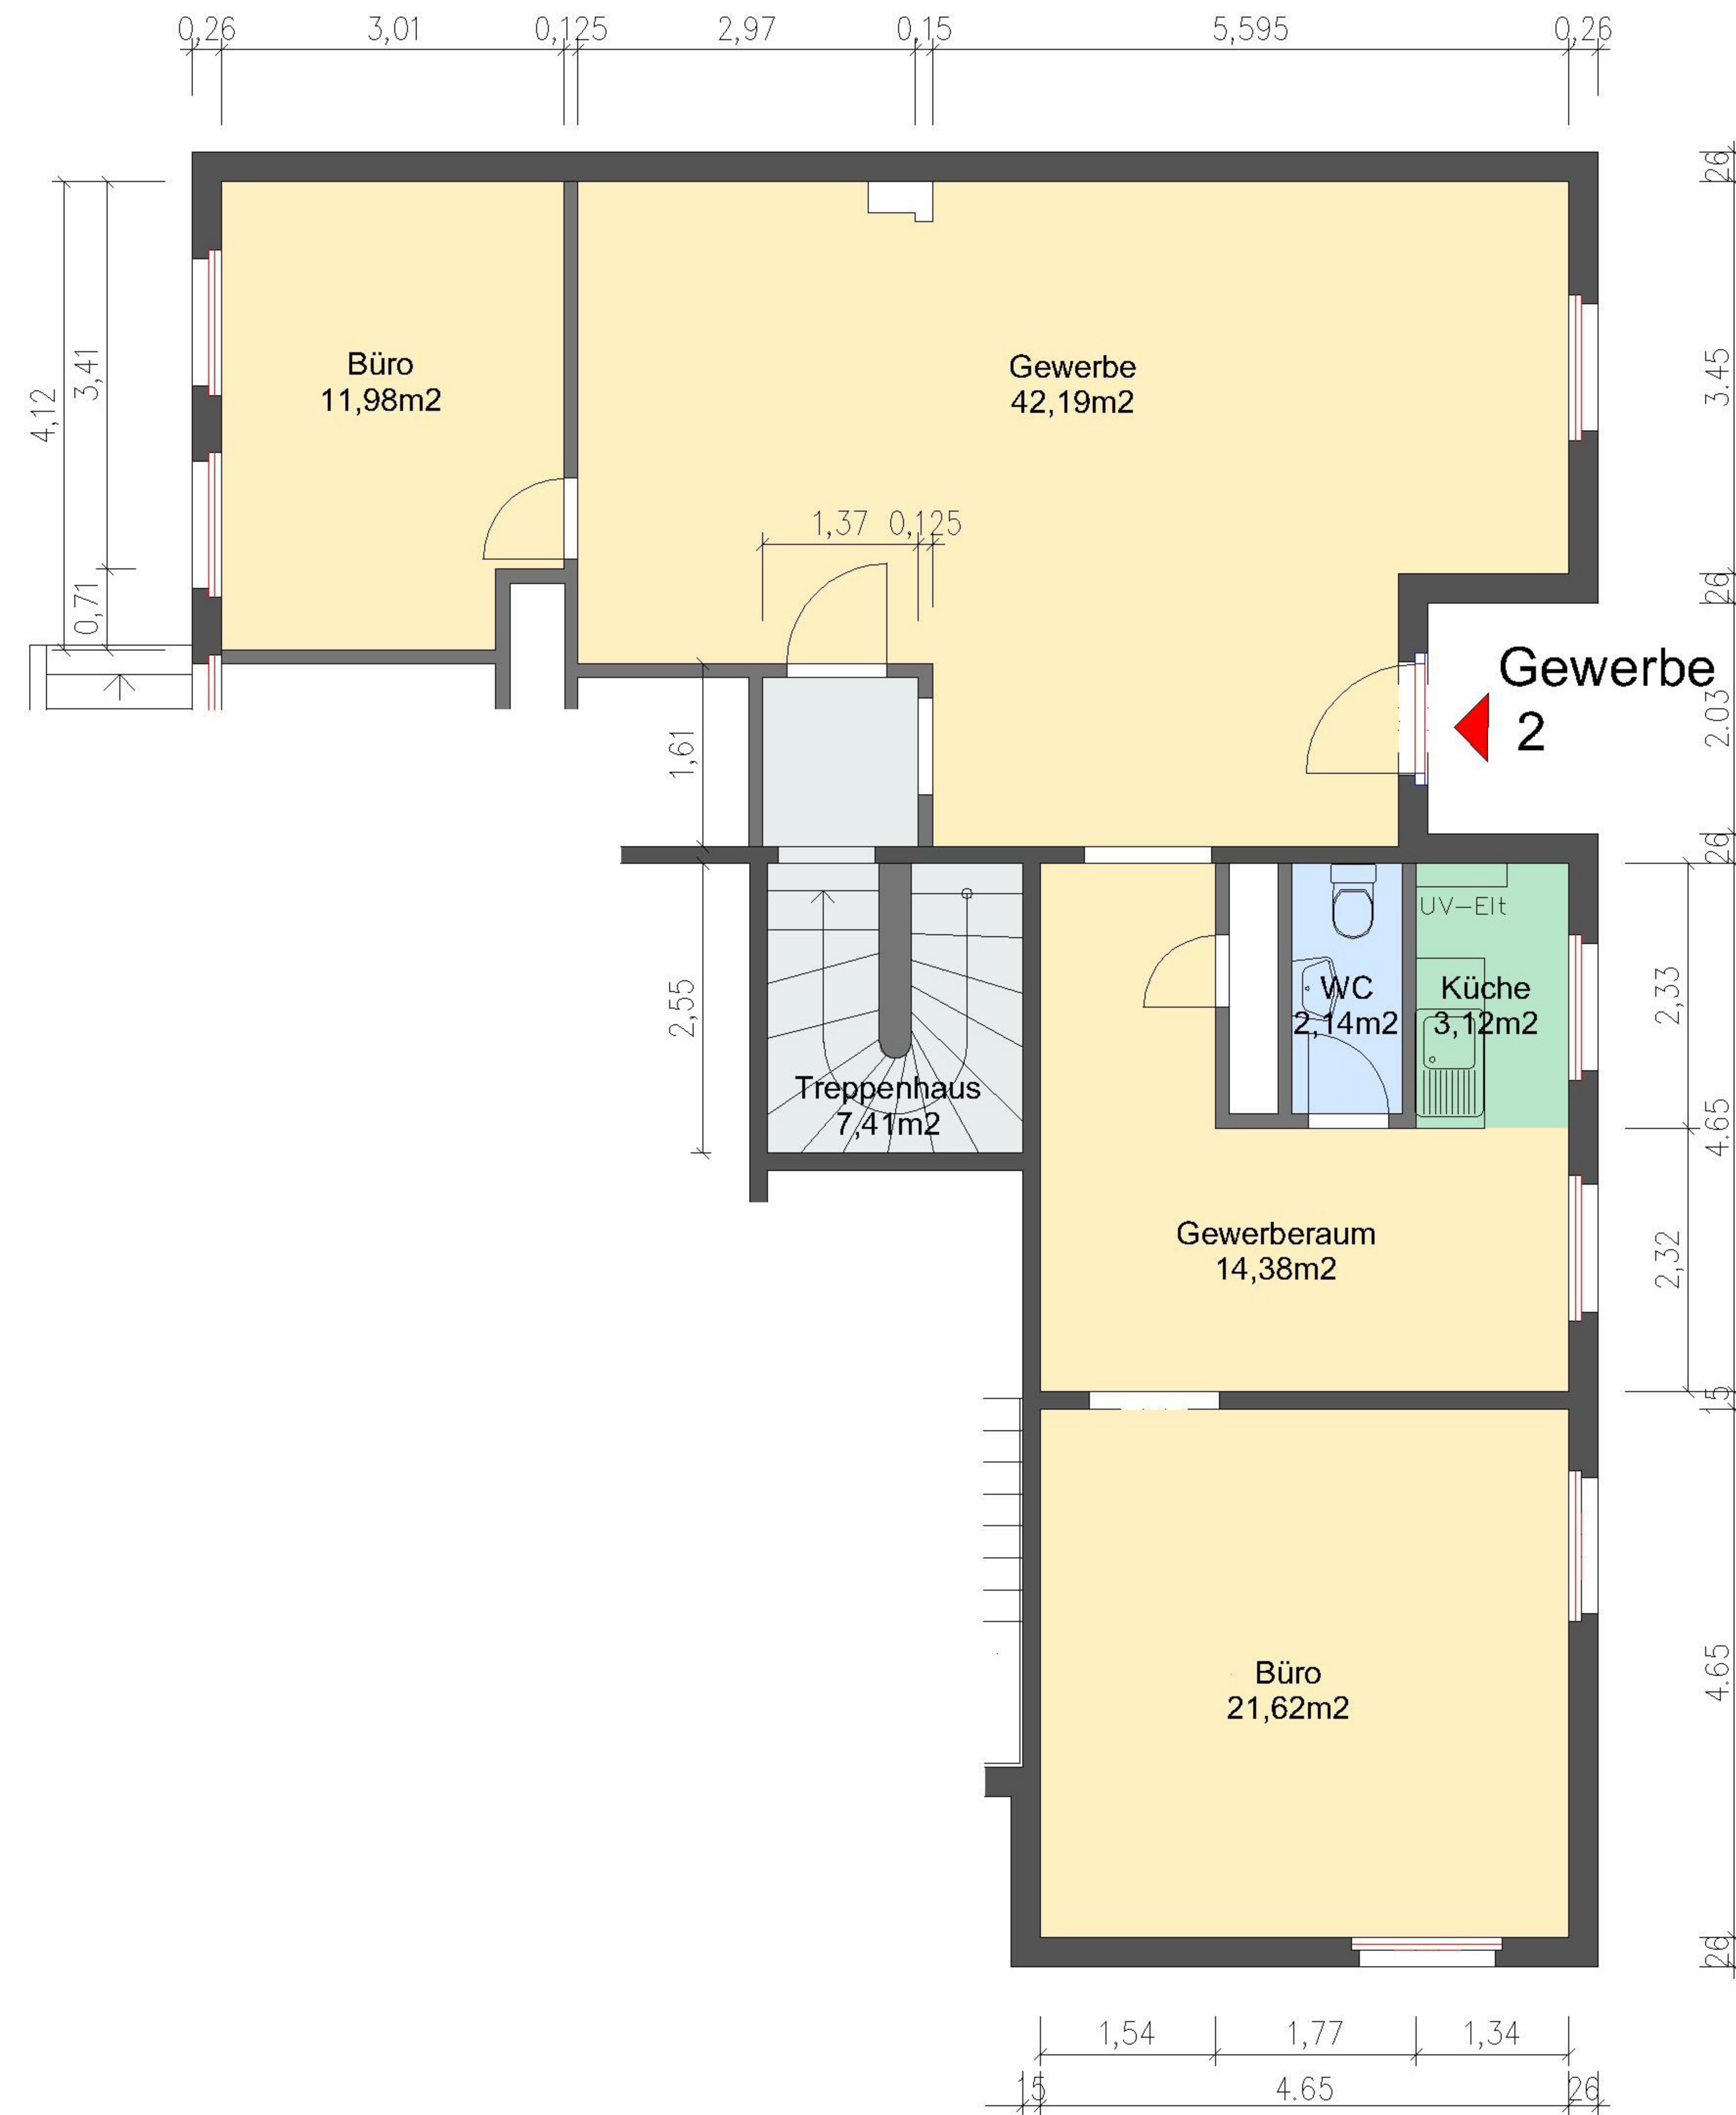 0,26 3,01 0,125 2,97 0,15 5,595 0,26
26
Büro
11,98m2
Gewerbe
42,19m2
3,41
4,12
3.45
1,37 0,125
0,71
26
Gewerbe
2
2.03
1,61
26
UV-Elt
WC
2,14m2
Küche
3,12m2
2,33
2,55
Treppenhaus
7,41m2
4.65
Gewerberaum
14,38m2
2,32
15
Büro
21,62m2
4.65
26
1,54 1,77 1,34
15 4.65 26